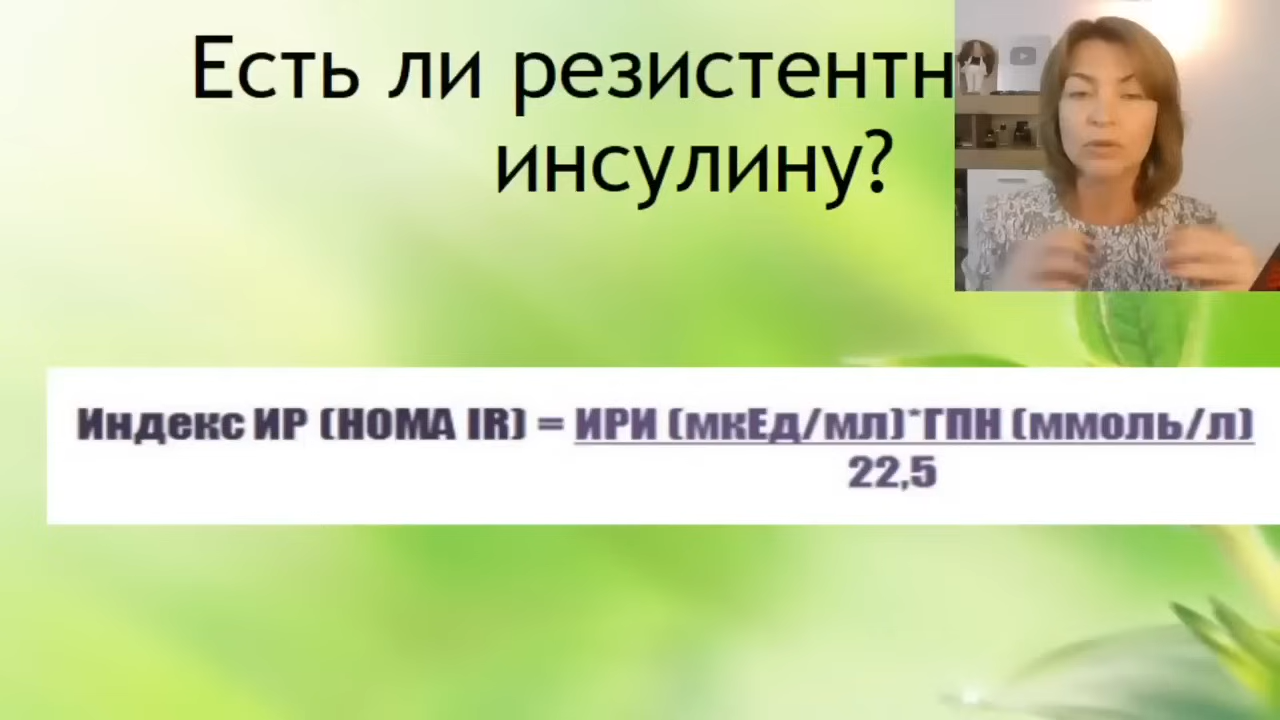 Есть ли резистентн
инсулину?
Индекс ИР (HOMA IR) = ИРИ (мкЕд/мл)*ГПН (ммоль/л)
22,5